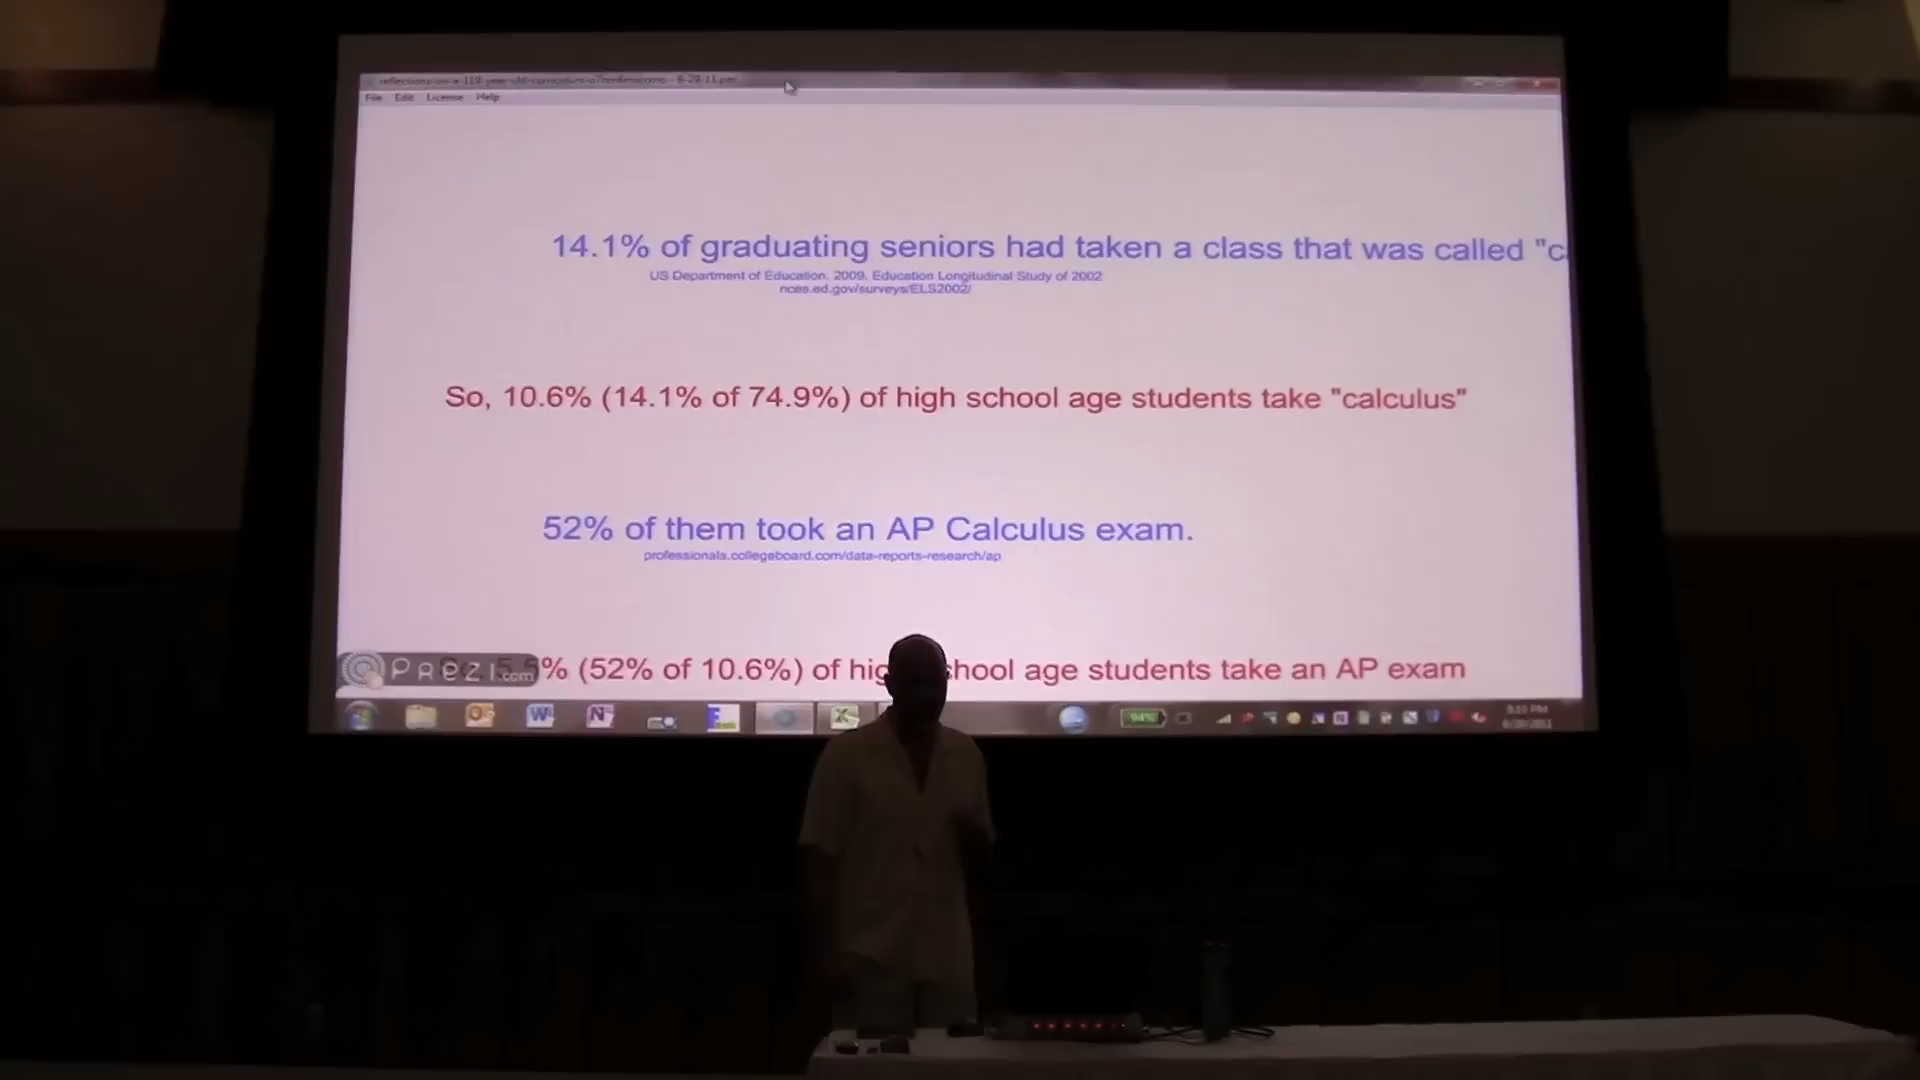 File Edit License Help
14.1% of graduating seniors had taken a class that was called "c
US Department of Education, 2009. Education Longitudinal Study of 2002
nces.ed.gov/surveys/ELS2002/
So, 10.6% (14.1% of 74.9%) of high school age students take "calculus"
52% of them took an AP Calculus exam.
professionals.collegeboard.com/data-reports-research/ap
% (52% of 10.6%) of hig chool age students take an AP exam
Prezi.com
94%